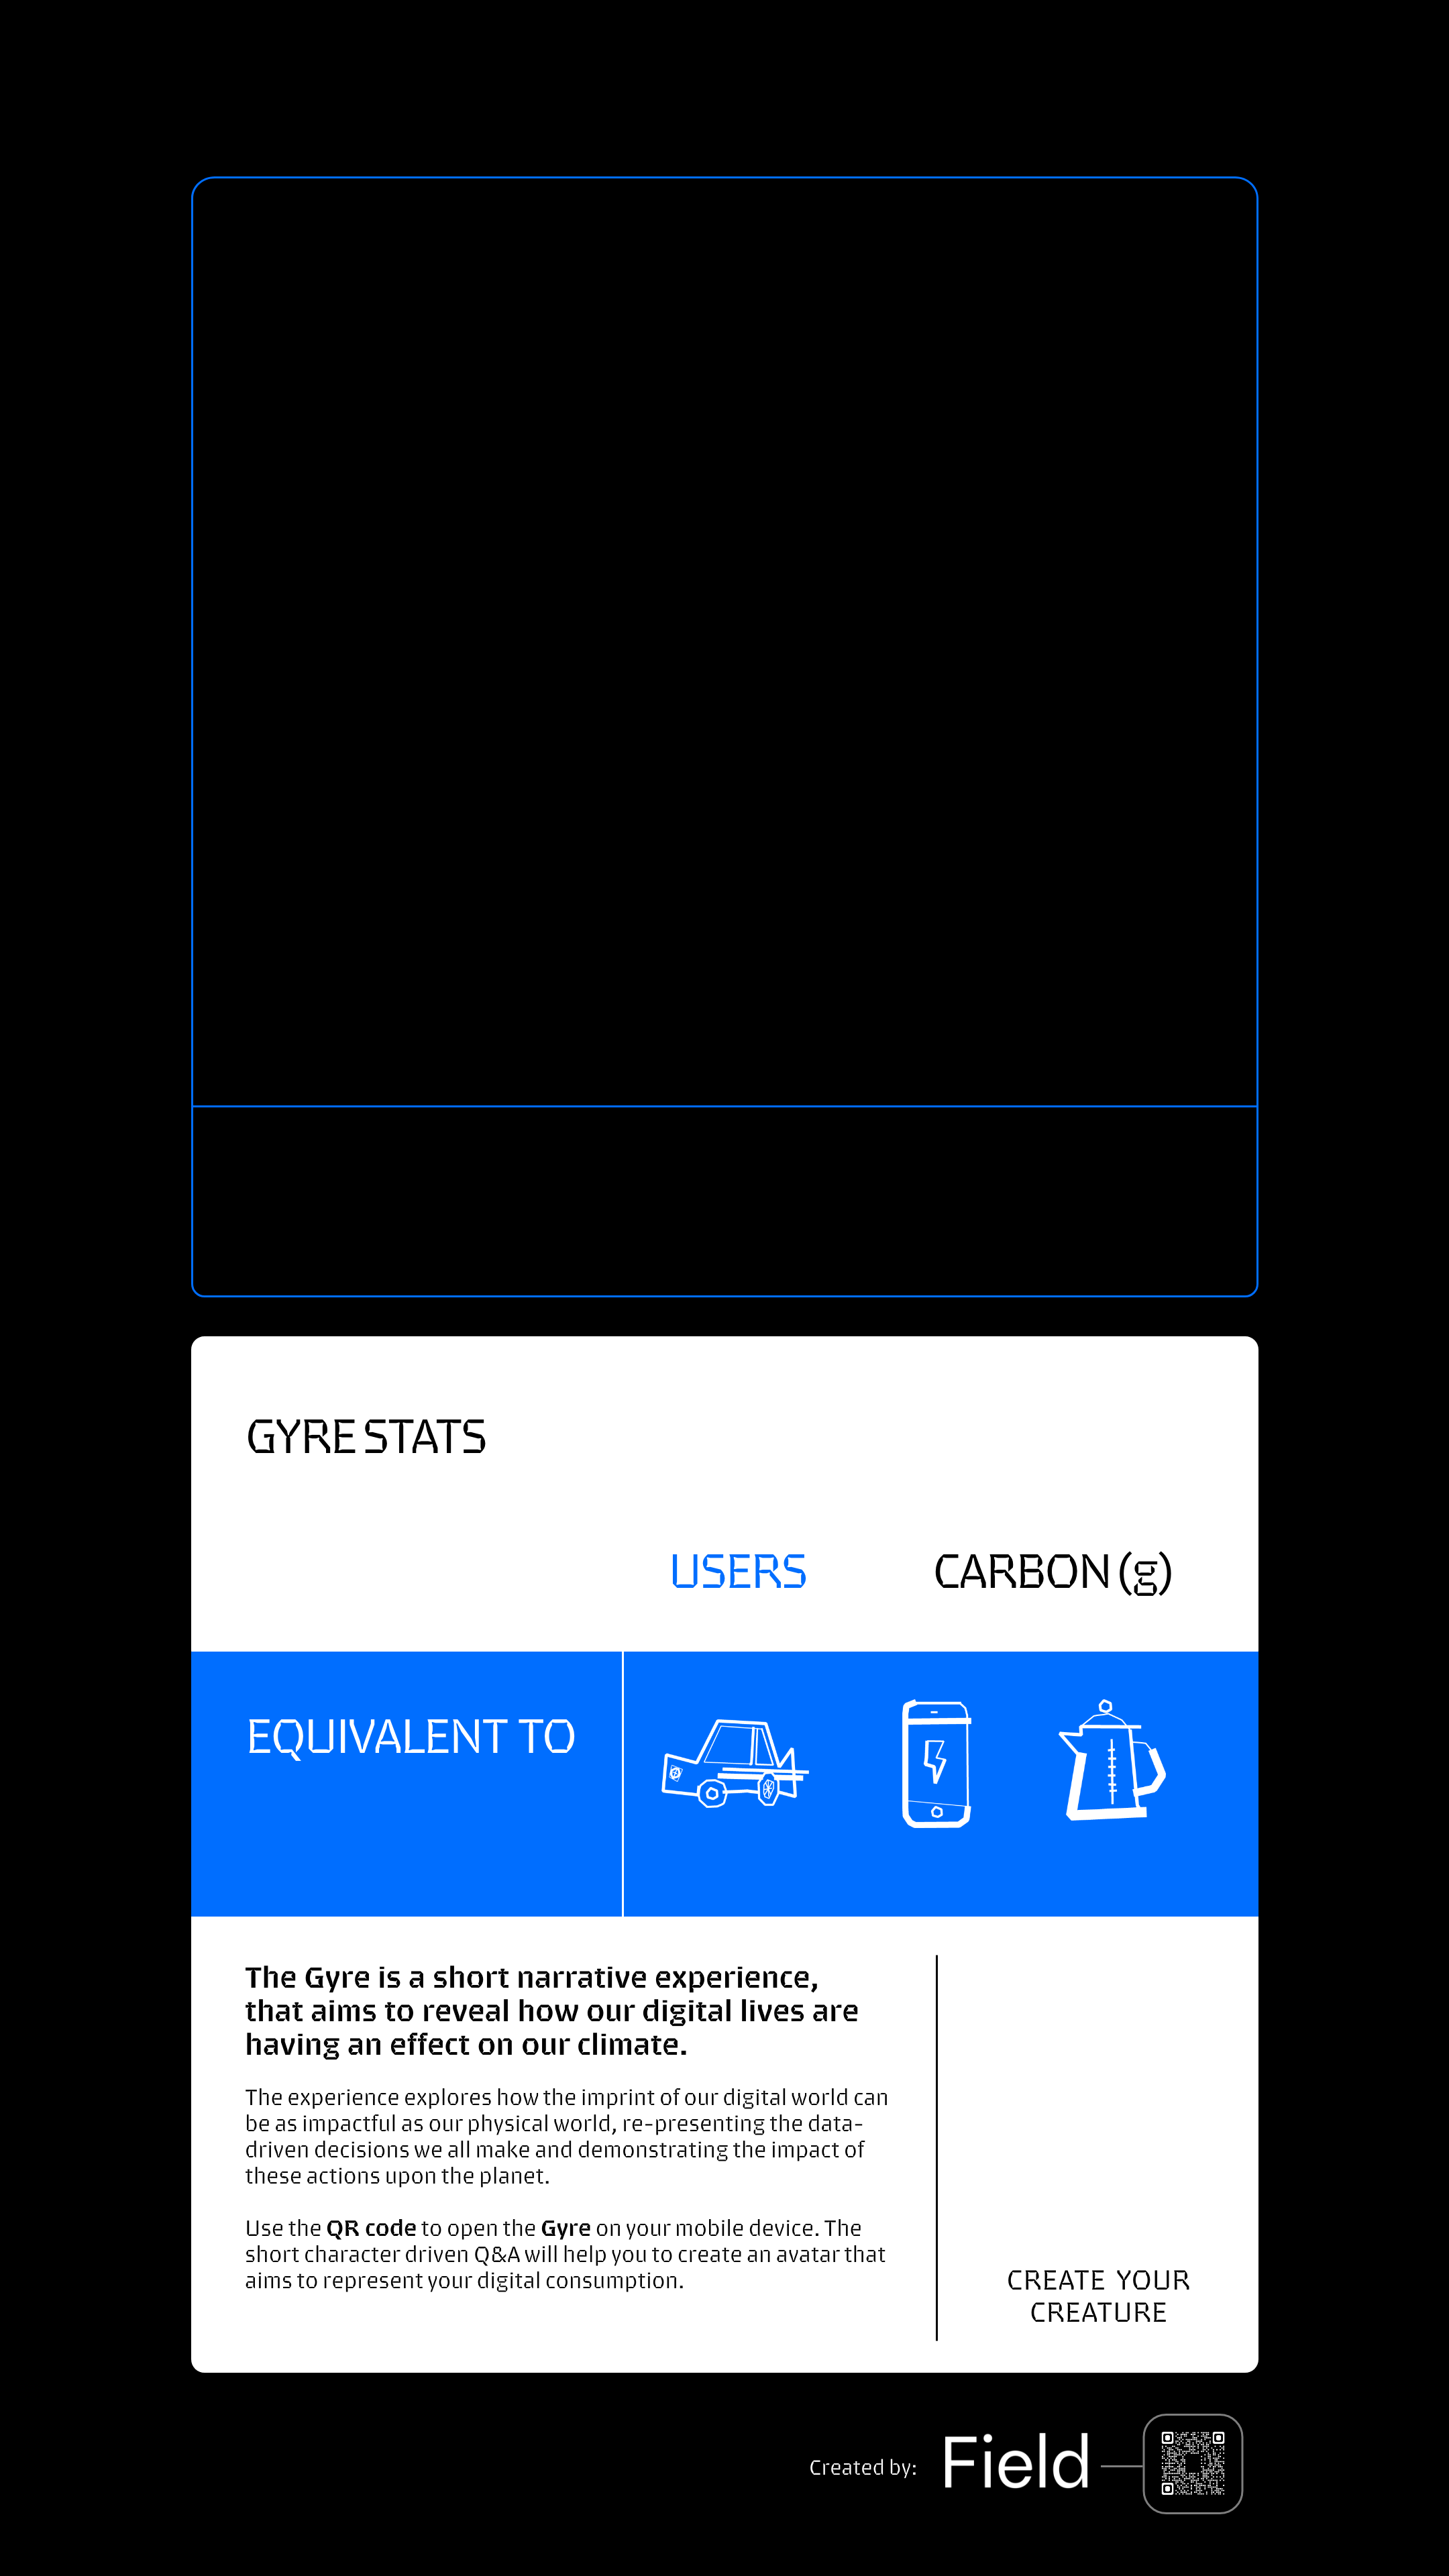 GYRE STATS
USERS
CARBON (g)
EQUIVALENT TO
The Gyre is a short narrative experience,
that aims to reveal how our digital lives are
having an effect on our climate.
The experience explores how the imprint of our digital world can
be as impactful as our physical world, re-presenting the data-
driven decisions we all make and demonstrating the impact of
these actions upon the planet.
Use the QR code to open the Gyre on your mobile device. The
short character driven Q&A will help you to create an avatar that
aims to represent your digital consumption.
CREATE YOUR
CREATURE
Created by:
Field